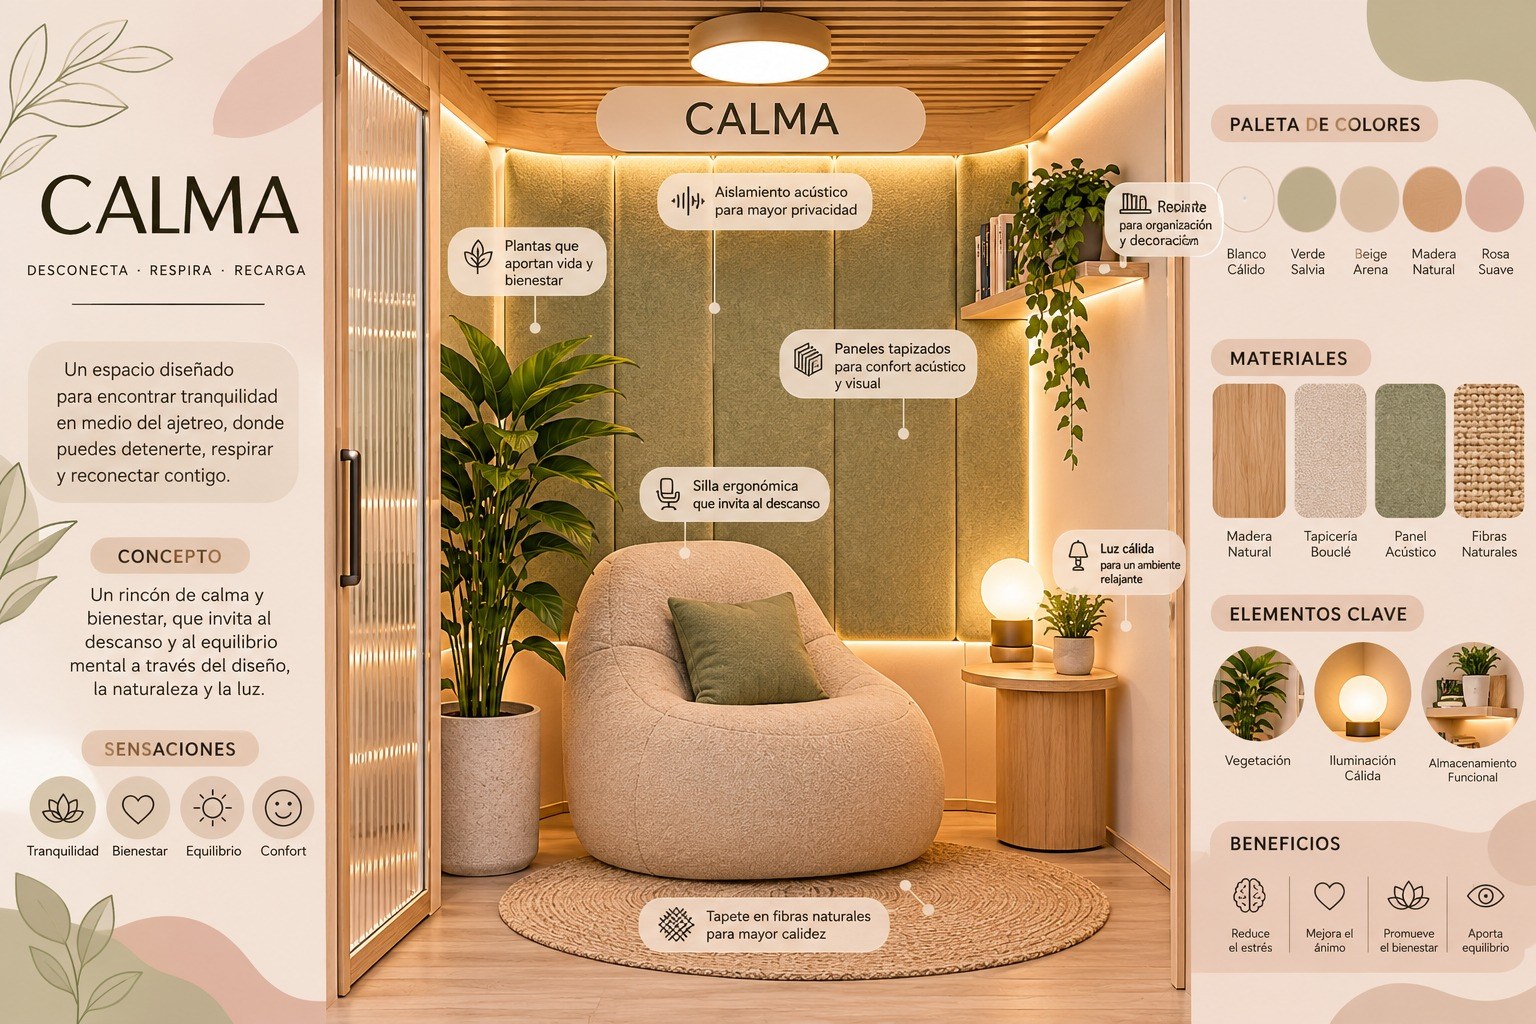 CALMA
DESCONECTA · RESPIRA · RECARGA
Un espacio diseñado
para encontrar tranquilidad
en medio del ajetreo, donde
puedes detenerte, respirar
y reconectar contigo.
CONCEPTO
Un rincón de calma y
bienestar, que invita al
descanso y al equilibrio
mental a través del diseño,
la naturaleza y la luz.
SENSACIONES
Tranquilidad
Bienestar
Equilibrio
Confort
CALMA
Aislamiento acústico
para mayor privacidad
Plantas que
aportan vida y
bienestar
para organización
y decoración
Paneles tapizados
para confort acústico
y visual
Silla ergonómica
que invita al descanso
Luz cálida
para un ambiente
relajante
Tapete en fibras naturales
para mayor calidez
PALETA DE COLORES
Blanco
Cálido
Verde
Salvia
Beige
Arena
Madera
Natural
Rosa
Suave
MATERIALES
Madera
Natural
Tapicería
Bouclé
Panel
Acústico
Fibras
Naturales
ELEMENTOS CLAVE
Vegetación
Iluminación
Cálida
Almacenamiento
Funcional
BENEFICIOS
Reduce
el estrés
Mejora el
ánimo
Promueve
el bienestar
Aporta
equilibrio